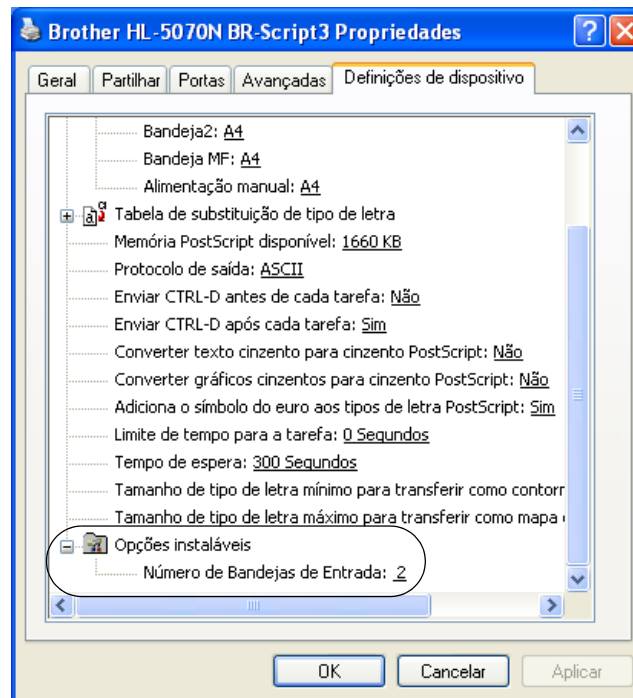 Brother HL-5070N BR-Script3 Propriedades
Geral Partilhar Portas Avançadas Definições de dispositivo
Bandeja2: A4
Bandeja MF: A4
Alimentação manual: A4
Tabela de substituição de tipo de letra
Memória PostScript disponível: 1660 KB
Protocolo de saída: ASCII
Enviar CTRL-D antes de cada tarefa: Não
Enviar CTRL-D após cada tarefa: Sim
Converter texto cinzento para cinzento PostScript: Não
Converter gráficos cinzentos para cinzento PostScript: Não
Adiciona o símbolo do euro aos tipos de letra PostScript: Sim
Limite de tempo para a tarefa: 0 Segundos
Tempo de espera: 300 Segundos
Tamanho de tipo de letra mínimo para transferir como contorr
Tamanho de tipo de letra máximo para transferir como mapa
Opções instaláveis
Número de Bandejas de Entrada: 2
OK Cancelar Aplicar